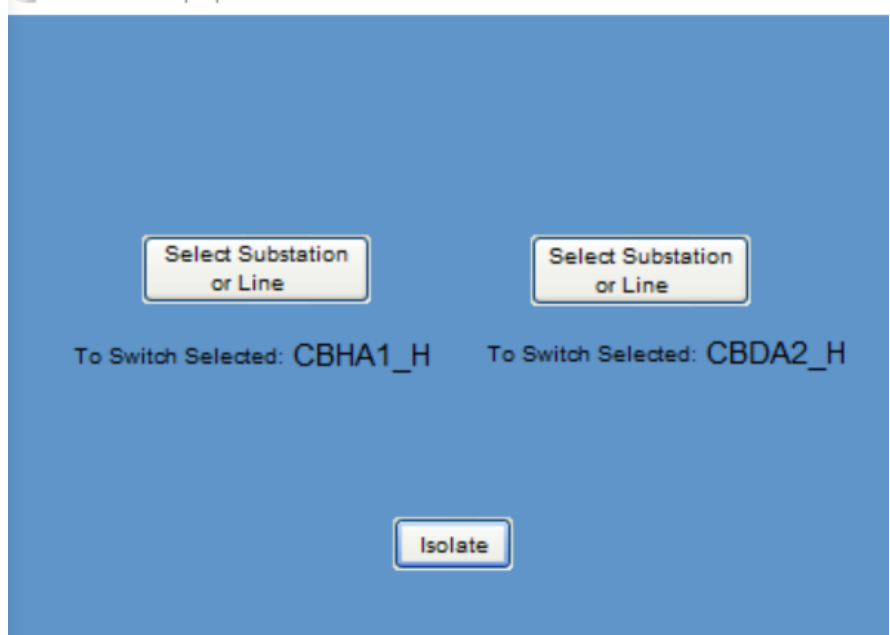 Select Substation
or Line
Select Substation
or Line
To Switch Selected: CBHA1_H
To Switch Selected: CBDA2_H
Isolate